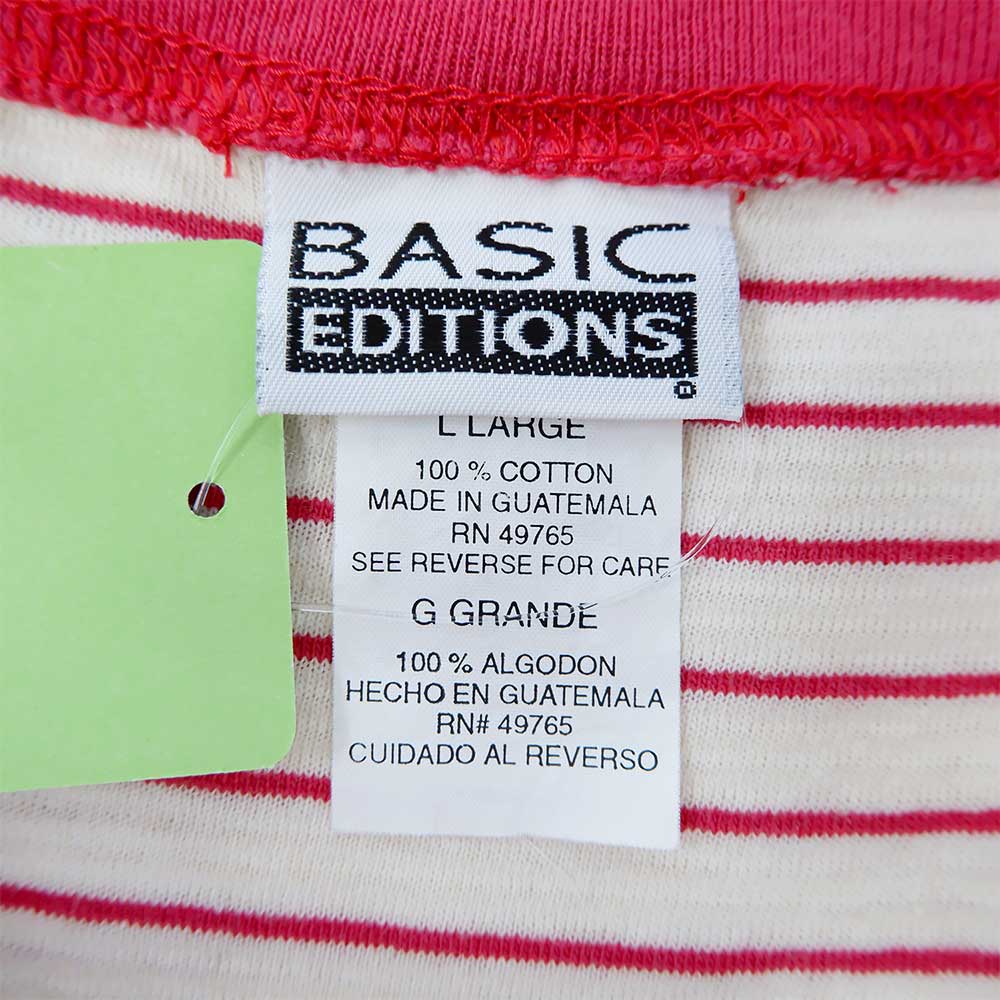 BASIC
EDITIONS
®
L LARGE
100 % COTTON
MADE IN GUATEMALA
RN 49765
SEE REVERSE FOR CARE
G GRANDE
100 % ALGODON
HECHO EN GUATEMALA
RN# 49765
CUIDADO AL REVERSO